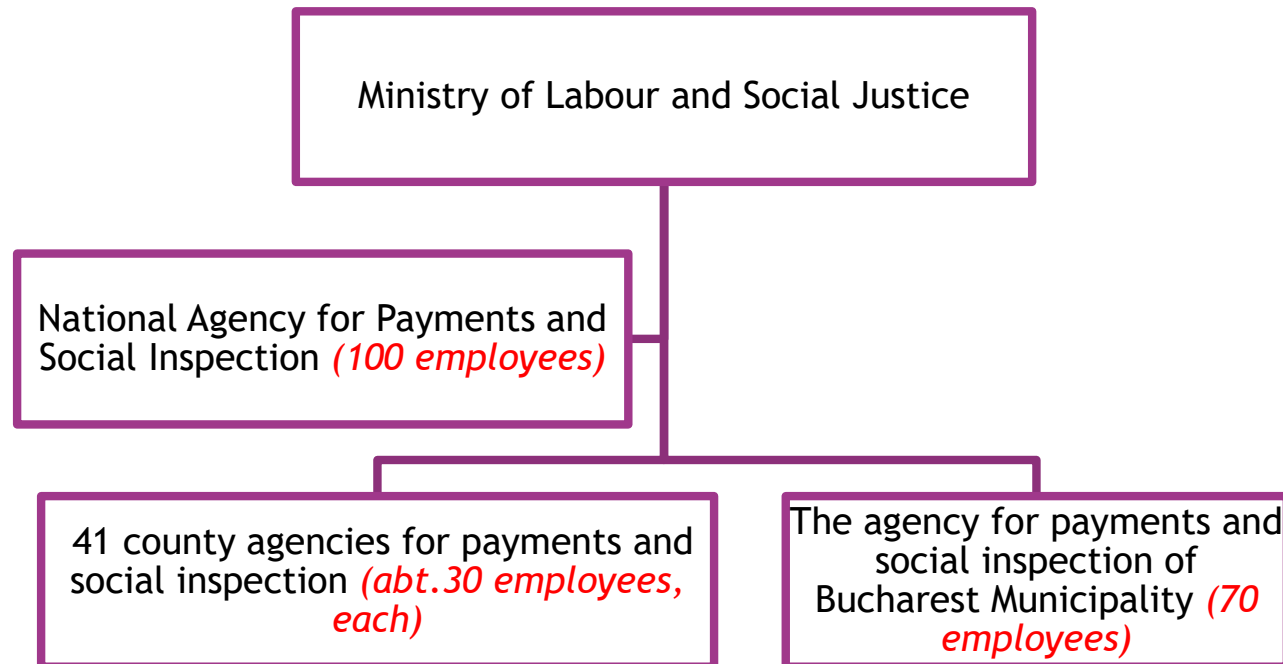 Ministry of Labour and Social Justice
National Agency for Payments and
Social Inspection (100 employees)
41 county agencies for payments and
social inspection (abt.30 employees,
each)
The agency for payments and
social inspection of
Bucharest Municipality (70
employees)